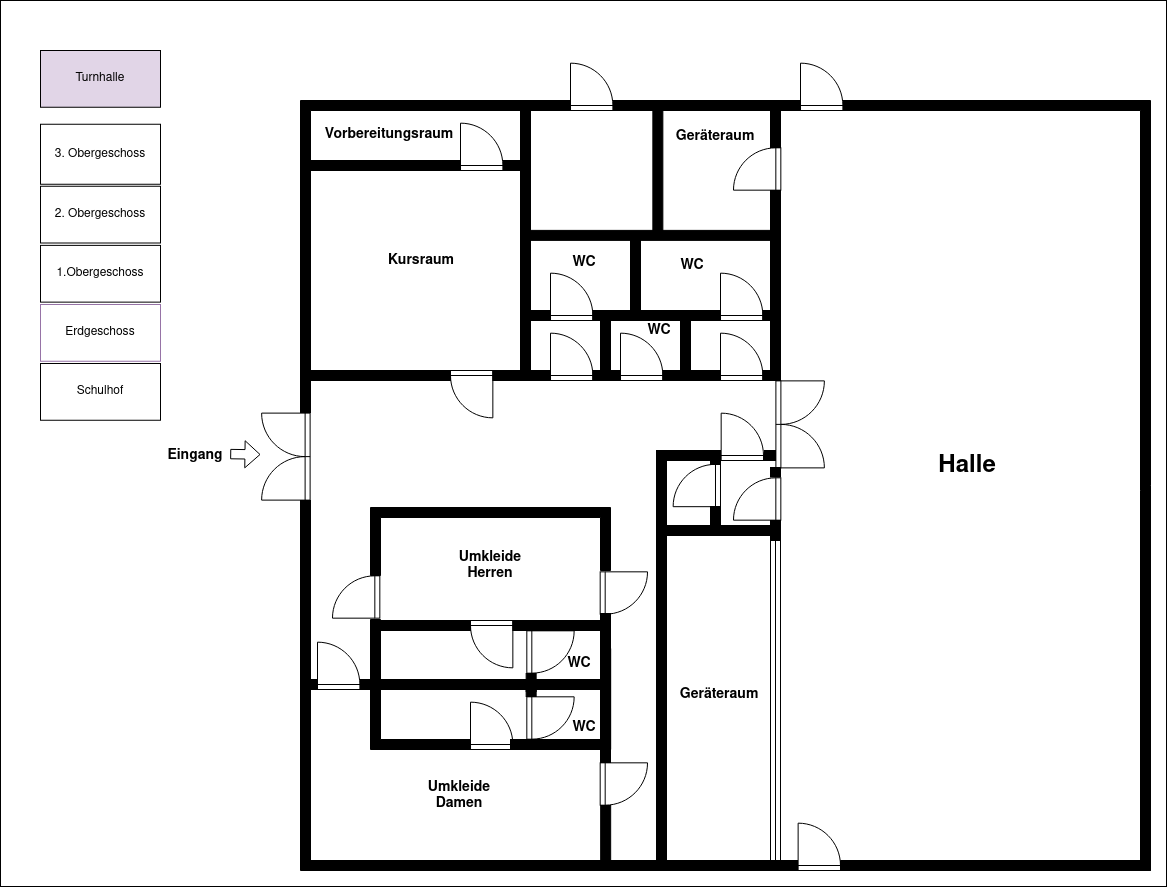 Turnhalle
3. Obergeschoss
2. Obergeschoss
1.Obergeschoss
Erdgeschoss
Schulhof
Eingang
Vorbereitungsraum
Geräteraum
Kursraum
WC
WC
WC
Halle
Umkleide
Herren
WC
WC
Geräteraum
Umkleide
Damen